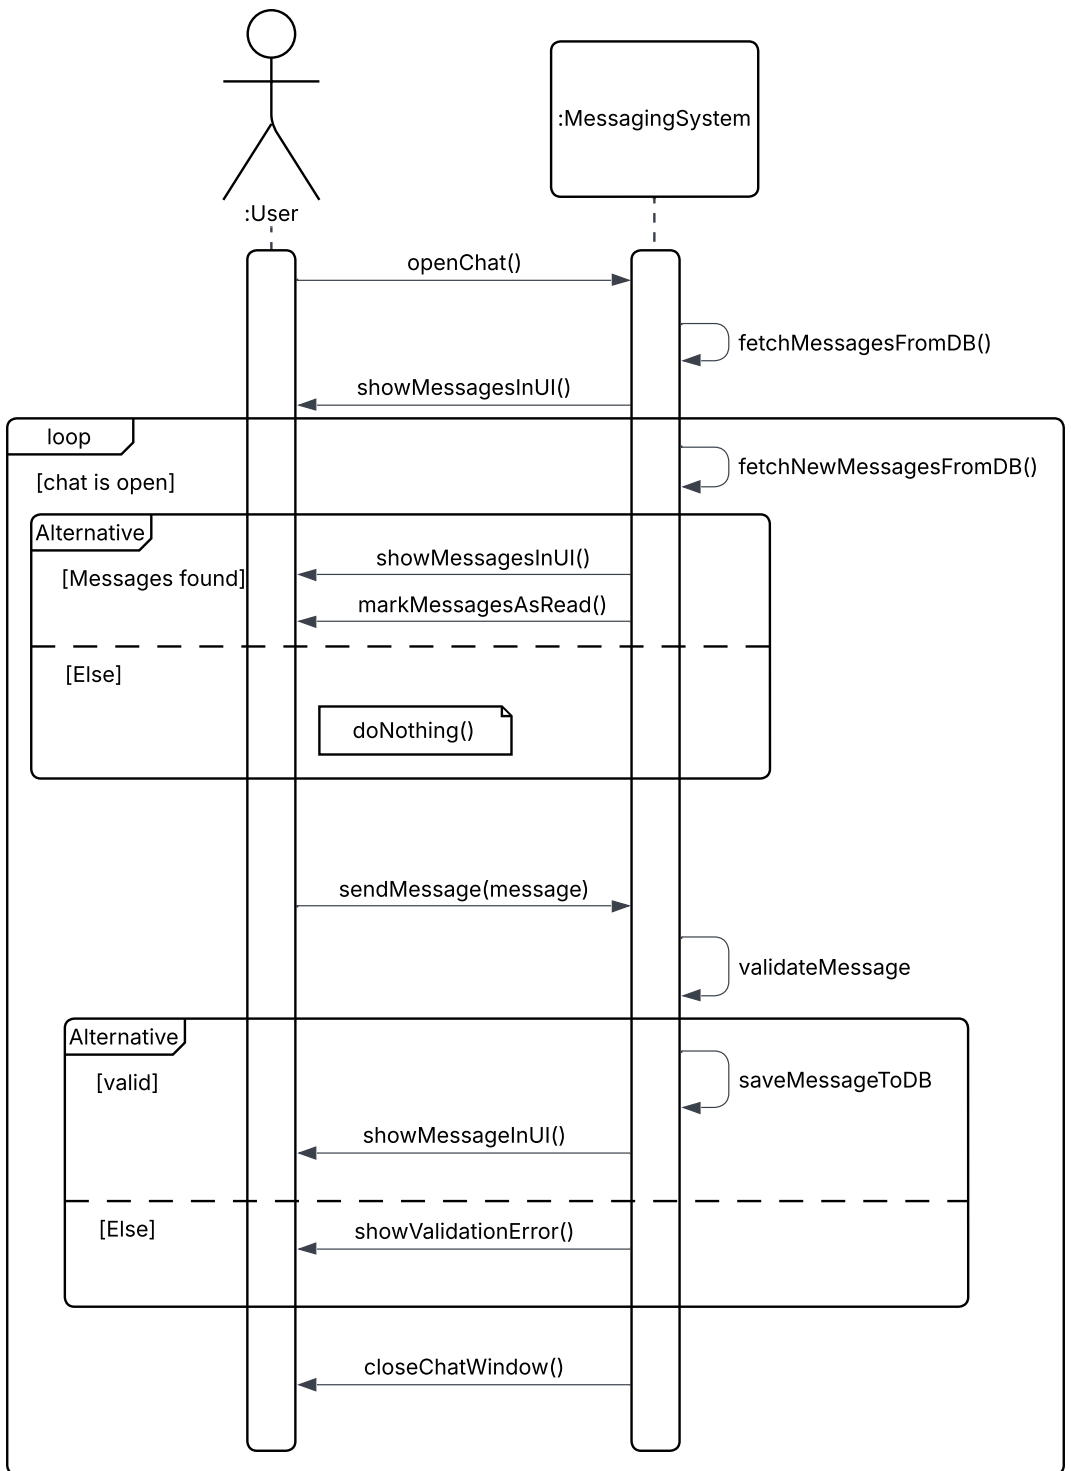 :User
:MessagingSystem
openChat()
fetchMessagesFromDB()
showMessagesInUI()
loop
[chat is open]
fetchNewMessagesFromDB()
Alternative
[Messages found]
showMessagesInUI()
markMessagesAsRead()
[Else]
doNothing()
sendMessage(message)
validateMessage
Alternative
[valid]
saveMessageToDB
showMessageInUI()
[Else]
showValidationError()
closeChatWindow()